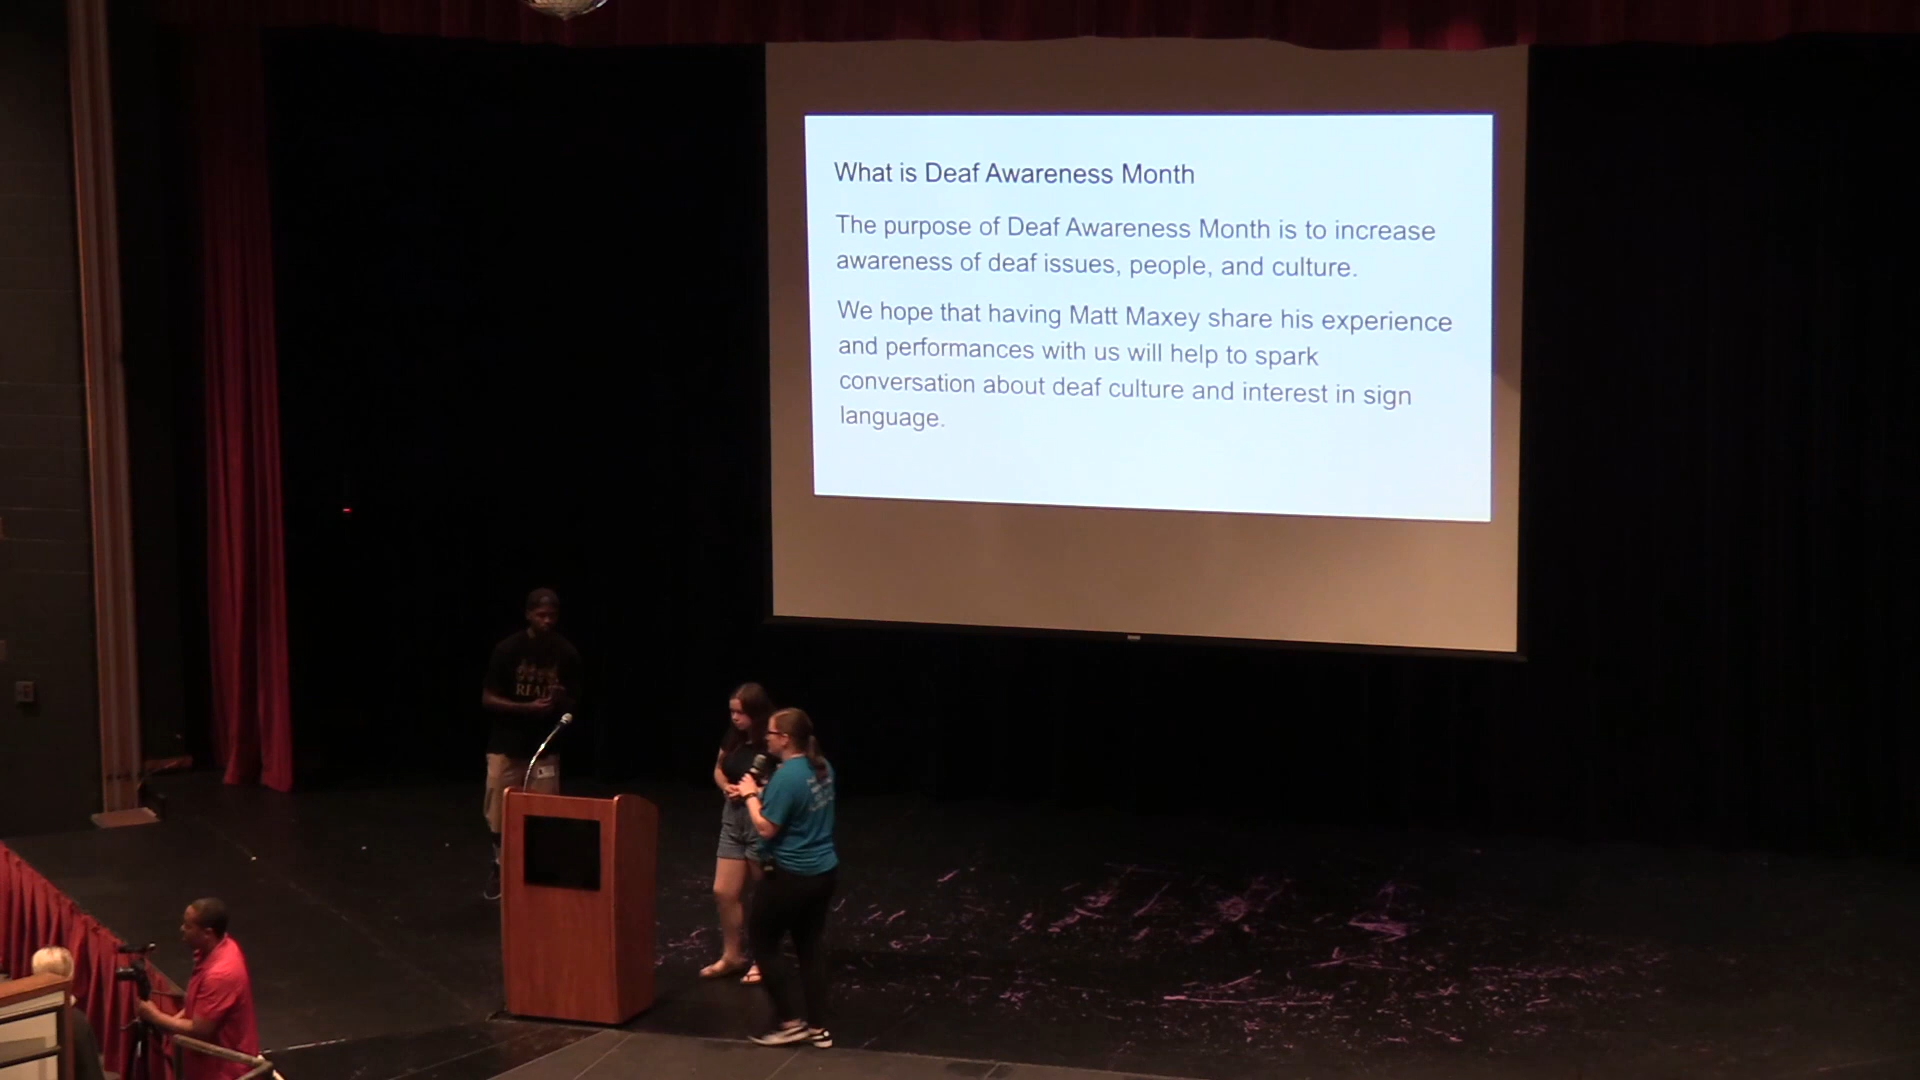 What is Deaf Awareness Month
The purpose of Deaf Awareness Month is to increase
awareness of deaf issues, people, and culture.
We hope that having Matt Maxey share his experience
and performances with us will help to spark
conversation about deaf culture and interest in sign
language.